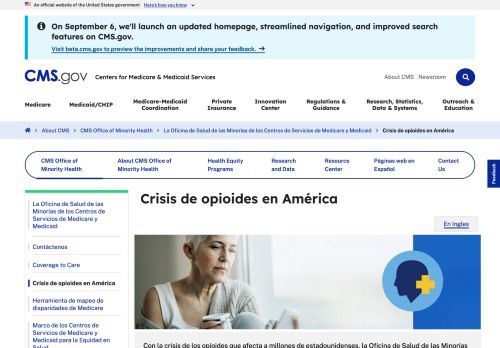 An official website of the United States government Here's how you know
On September 6, we'll launch an updated homepage, streamlined navigation, and improved search
features on CMS.gov.
Visit beta.cms.gov to preview the improvements and share your feedback.
CMS.gov Centers for Medicare & Medicaid Services
About CMS Newsroom
Medicare Medicaid/CHIP Medicare-Medicaid Coordination Private Insurance Innovation Center Regulations & Guidance Research, Statistics, Data & Systems Outreach & Education
About CMS CMS Office of Minority Health La Oficina de Salud de las Minorías de los Centros de Servicios de Medicare y Medicaid Crisis de opioides en América
Feedback
CMS Office of Minority Health About CMS Office of Minority Health Health Equity Programs Research and Data Resource Center Páginas web en Español Contact Us
Crisis de opioides en América
En ingles
La Oficina de Salud de las
Minorías de los Centros de
Servicios de Medicare y
Medicaid
Contáctenos
Coverage to Care
Crisis de opioides en América
Herramienta de mapeo de
disparidades de Medicare
Marco de los Centros de
Servicios de Medicare y
Medicaid para la Equidad en
Salud
Con la crisis de los opioides que afecta a millones de estadounidenses, la Oficina de Salud de las Minorías